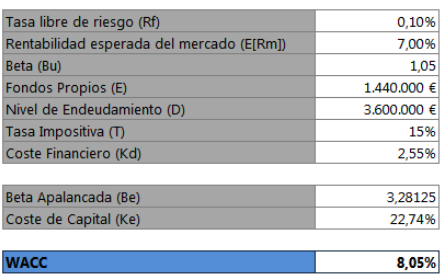 Tasa libre de riesgo (Rf) 0,10%
Rentabilidad esperada del mercado (E[Rm]) 7,00%
Beta (Bu) 1,05
Fondos Propios (E) 1.440.000 €
Nivel de Endeudamiento (D) 3.600.000 €
Tasa Impositiva (T) 15%
Coste Financiero (Kd) 2,55%
Beta Apalancada (Be) 3,28125
Coste de Capital (Ke) 22,74%
WACC 8,05%